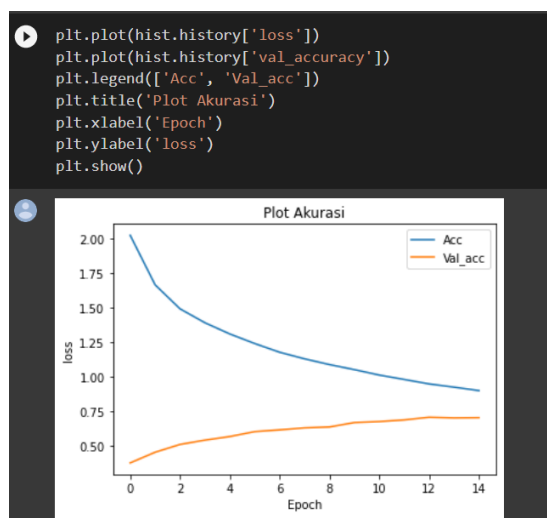 plt.plot(hist.history['loss'])
plt.plot(hist.history['val_accuracy'])
plt.legend(['Acc', 'Val_acc'])
plt.title('Plot Akurasi')
plt.xlabel('Epoch')
plt.ylabel('loss')
plt.show()
Plot Akurasi
Acc
Val_acc
2.00
1.75
1.50
1.25
1.00
0.75
0.50
loss
0 2 4 6 8 10 12 14
Epoch